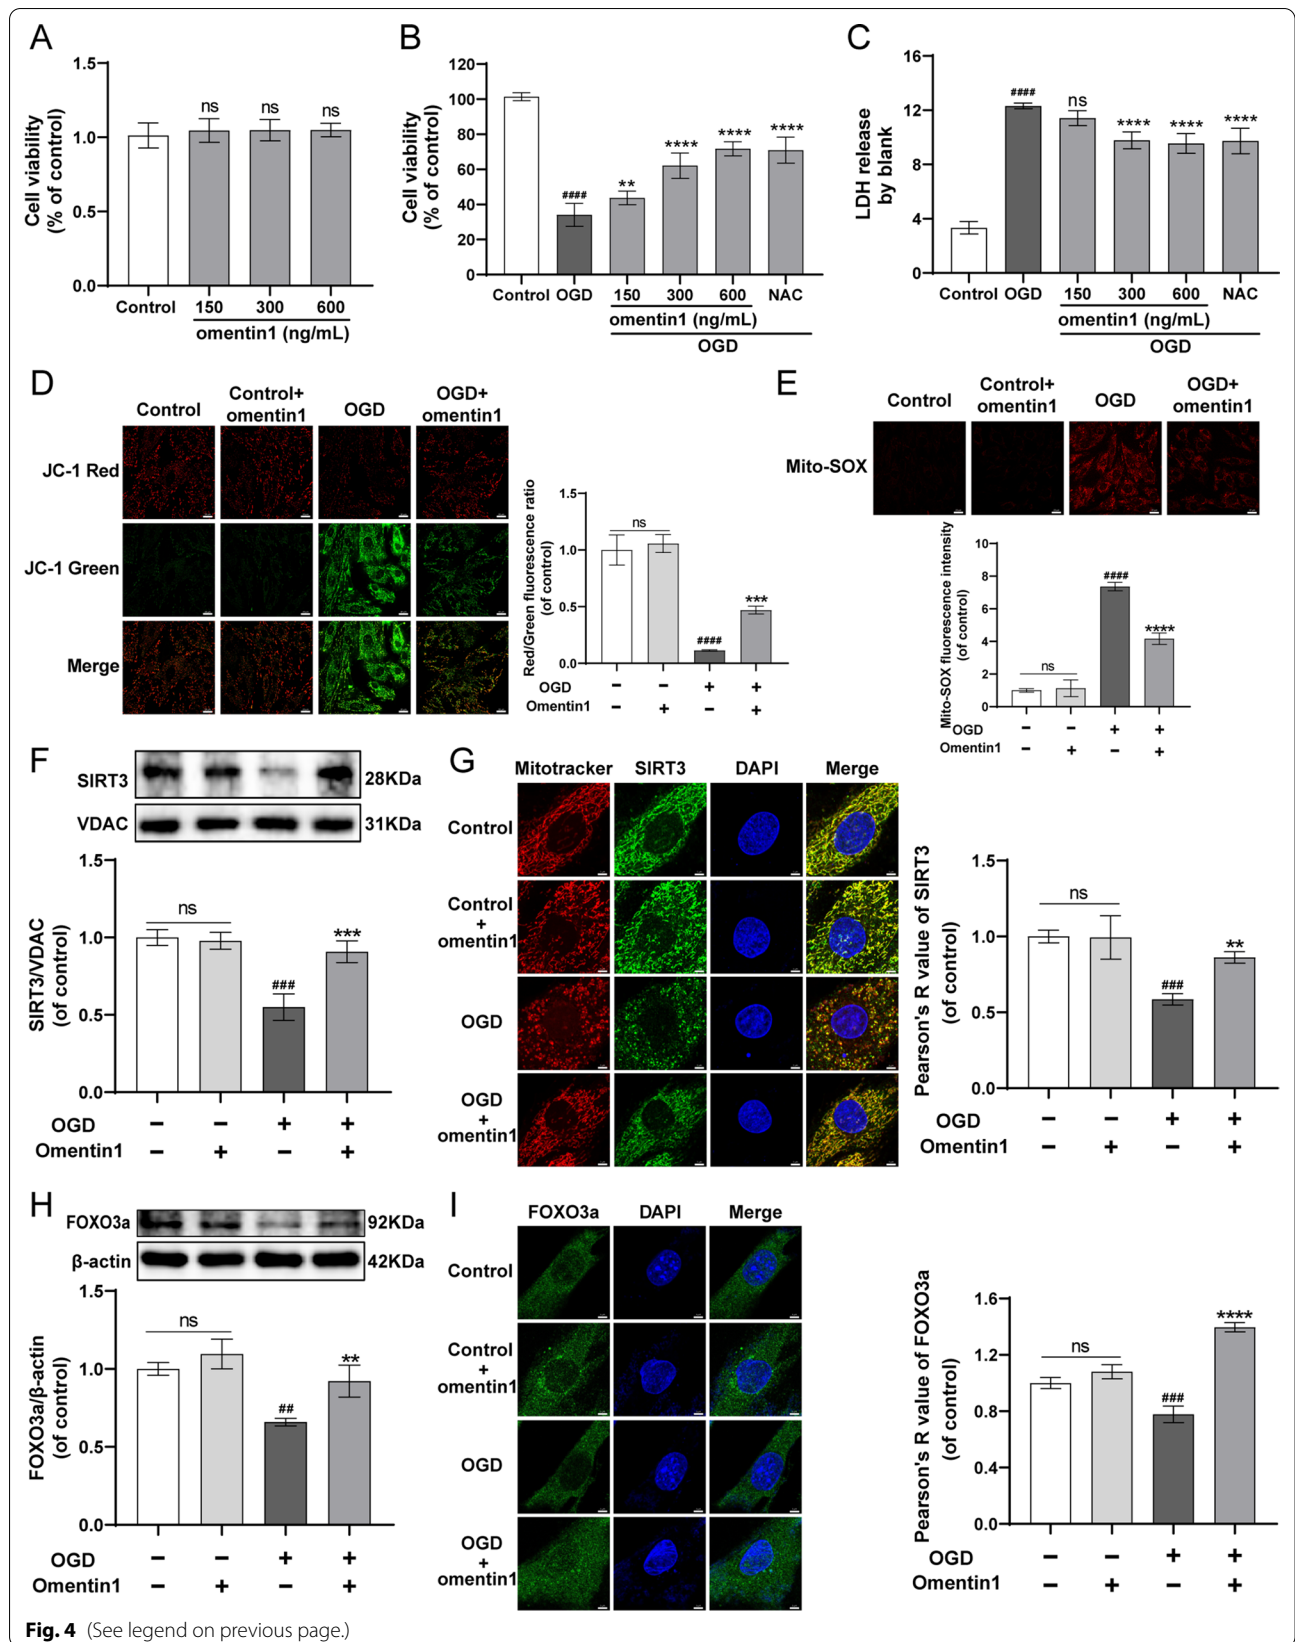 A
1.5
1.0
0.5
0.0
Cell viability
(% of control)
ns
ns
ns
Control
150
300
600
omentin1 (ng/mL)
B
120
100
80
60
40
20
0
Cell viability
(% of control)
####
**
****
****
****
Control
OGD
150
300
600
NAC
omentin1 (ng/mL)
OGD
C
16
12
8
4
0
LDH release
by blank
####
ns
****
****
****
Control
OGD
150
300
600
NAC
omentin1 (ng/mL)
OGD
D
Control
Control+
omentin1
OGD
OGD+
omentin1
JC-1 Red
JC-1 Green
Merge
Red/Green fluorescence ratio
(of control)
1.5
1.0
0.5
0.0
ns
####
***
OGD − − + +
Omentin1 − + − +
E
Control
Control+
omentin1
OGD
OGD+
omentin1
Mito-SOX
Mito-SOX fluorescence intensity
(of control)
10
8
6
4
2
0
ns
####
****
OGD − − + +
Omentin1 − + − +
F
SIRT3
28KDa
VDAC
31KDa
SIRT3/VDAC
(of control)
1.5
1.0
0.5
0.0
ns
###
***
OGD − − + +
Omentin1 − + − +
G
Mitotracker
SIRT3
DAPI
Merge
Control
Control
+
omentin1
OGD
OGD
+
omentin1
Pearson's R value of SIRT3
(of control)
1.5
1.0
0.5
0.0
ns
###
**
OGD − − + +
Omentin1 − + − +
H
FOXO3a
92KDa
β-actin
42KDa
FOXO3a/β-actin
(of control)
1.5
1.0
0.5
0.0
ns
##
**
OGD − − + +
Omentin1 − + − +
I
FOXO3a
DAPI
Merge
Control
Control
+
omentin1
OGD
OGD
+
omentin1
Pearson's R value of FOXO3a
(of control)
1.6
1.2
0.8
0.4
0.0
ns
###
****
OGD − − + +
Omentin1 − + − +
Fig. 4 (See legend on previous page.)